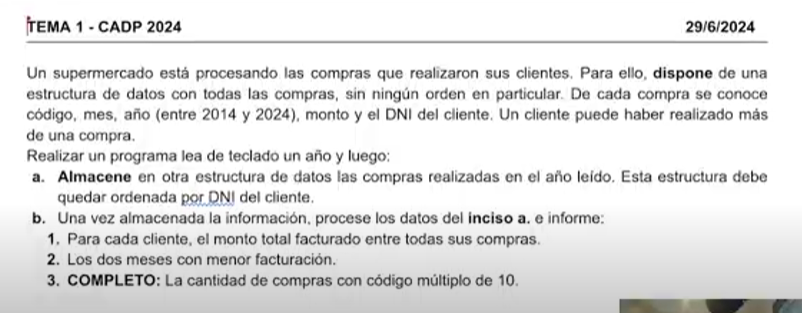 TEMA 1 - CADP 2024 29/6/2024
Un supermercado está procesando las compras que realizaron sus clientes. Para ello, dispone de una
estructura de datos con todas las compras, sin ningún orden en particular. De cada compra se conoce
código, mes, año (entre 2014 y 2024), monto y el DNI del cliente. Un cliente puede haber realizado más
de una compra.
Realizar un programa lea de teclado un año y luego:
a. Almacene en otra estructura de datos las compras realizadas en el año leído. Esta estructura debe
quedar ordenada por DNI del cliente.
b. Una vez almacenada la información, procese los datos del inciso a. e informe:
1. Para cada cliente, el monto total facturado entre todas sus compras.
2. Los dos meses con menor facturación.
3. COMPLETO: La cantidad de compras con código múltiplo de 10.